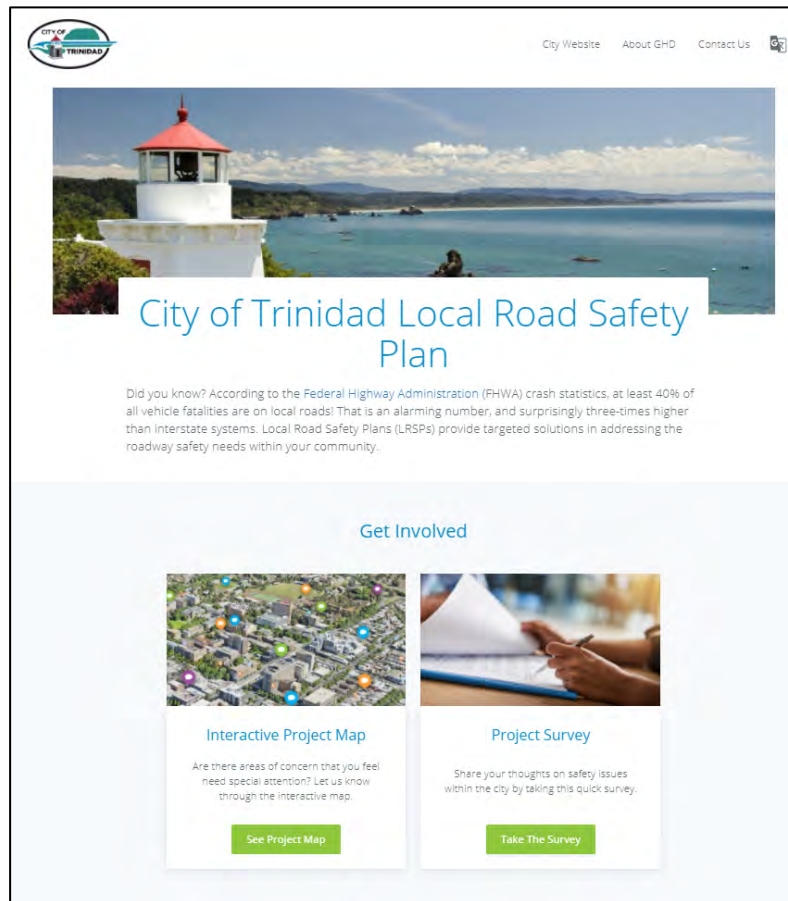 CITY OF
TRINIDAD
City Website About GHD Contact Us
City of Trinidad Local Road Safety
Plan
Did you know? According to the Federal Highway Administration (FHWA) crash statistics, at least 40% of
all vehicle fatalities are on local roads! That is an alarming number, and surprisingly three-times higher
than interstate systems. Local Road Safety Plans (LRSPs) provide targeted solutions in addressing the
roadway safety needs within your community.
Get Involved
Interactive Project Map
Are there areas of concern that you feel
need special attention? Let us know
through the interactive map.
See Project Map
Project Survey
Share your thoughts on safety issues
within the city by taking this quick survey.
Take The Survey